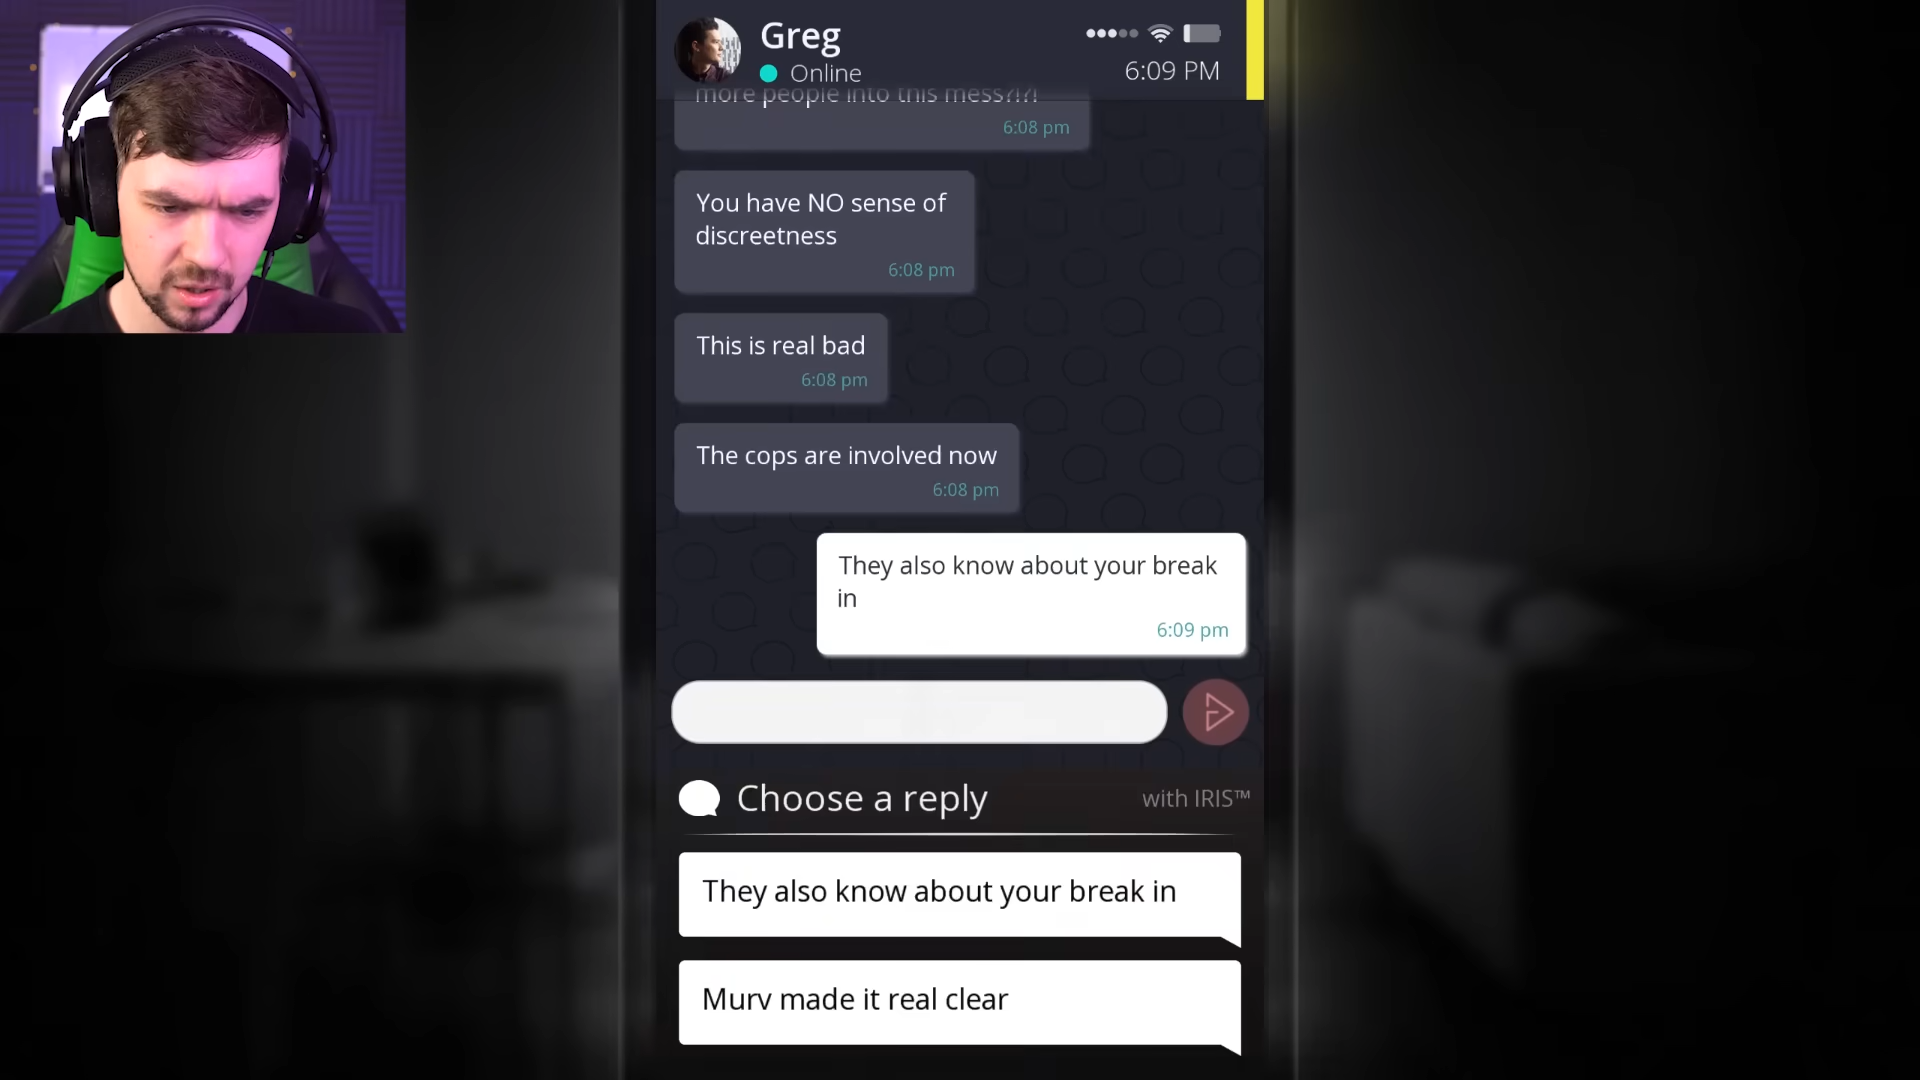 Greg
Online
6:09 PM
more people into this mess?!?!
6:08 pm
You have NO sense of
discreetness
6:08 pm
This is real bad
6:08 pm
The cops are involved now
6:08 pm
They also know about your break
in
6:09 pm
Choose a reply
with IRIS™
They also know about your break in
Murv made it real clear